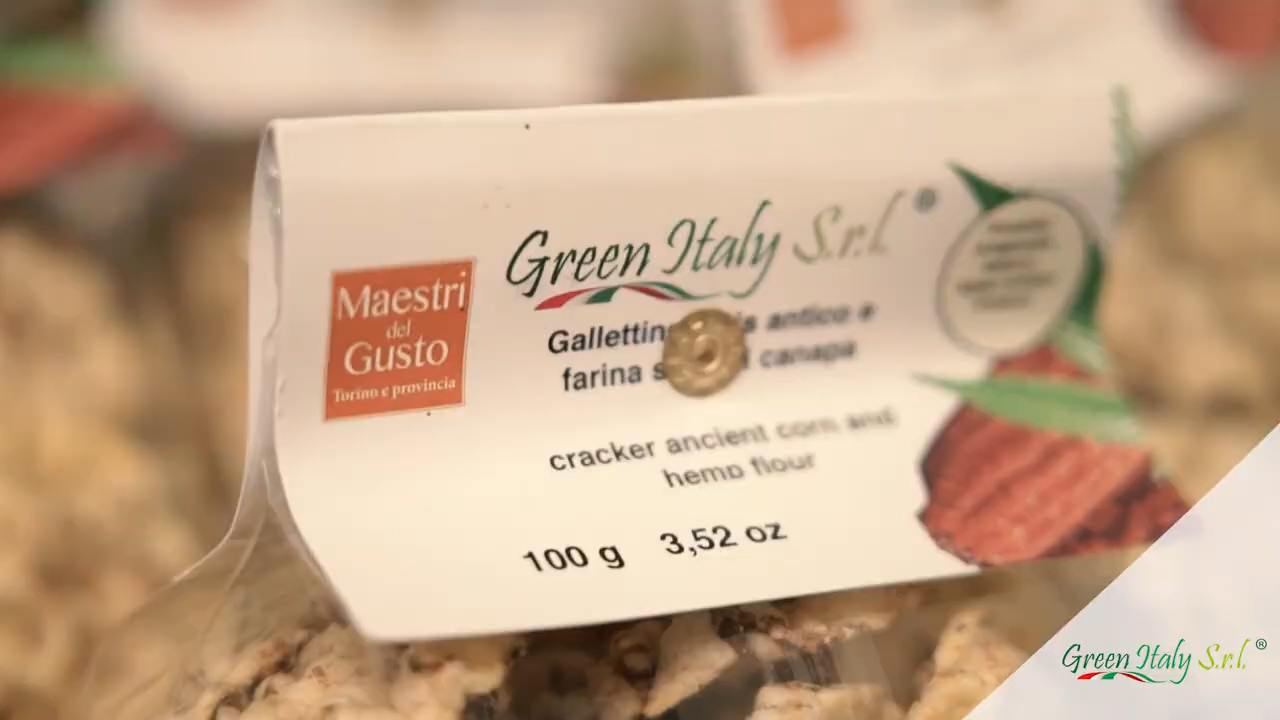 Green Italy S.r.l. ®
Maestri
del
Gusto
Torino e provincia
antico e
farina canapa
cracker ancient corn and
hemp flour
100 g 3,52 oz
Green Italy S.r.l. ®